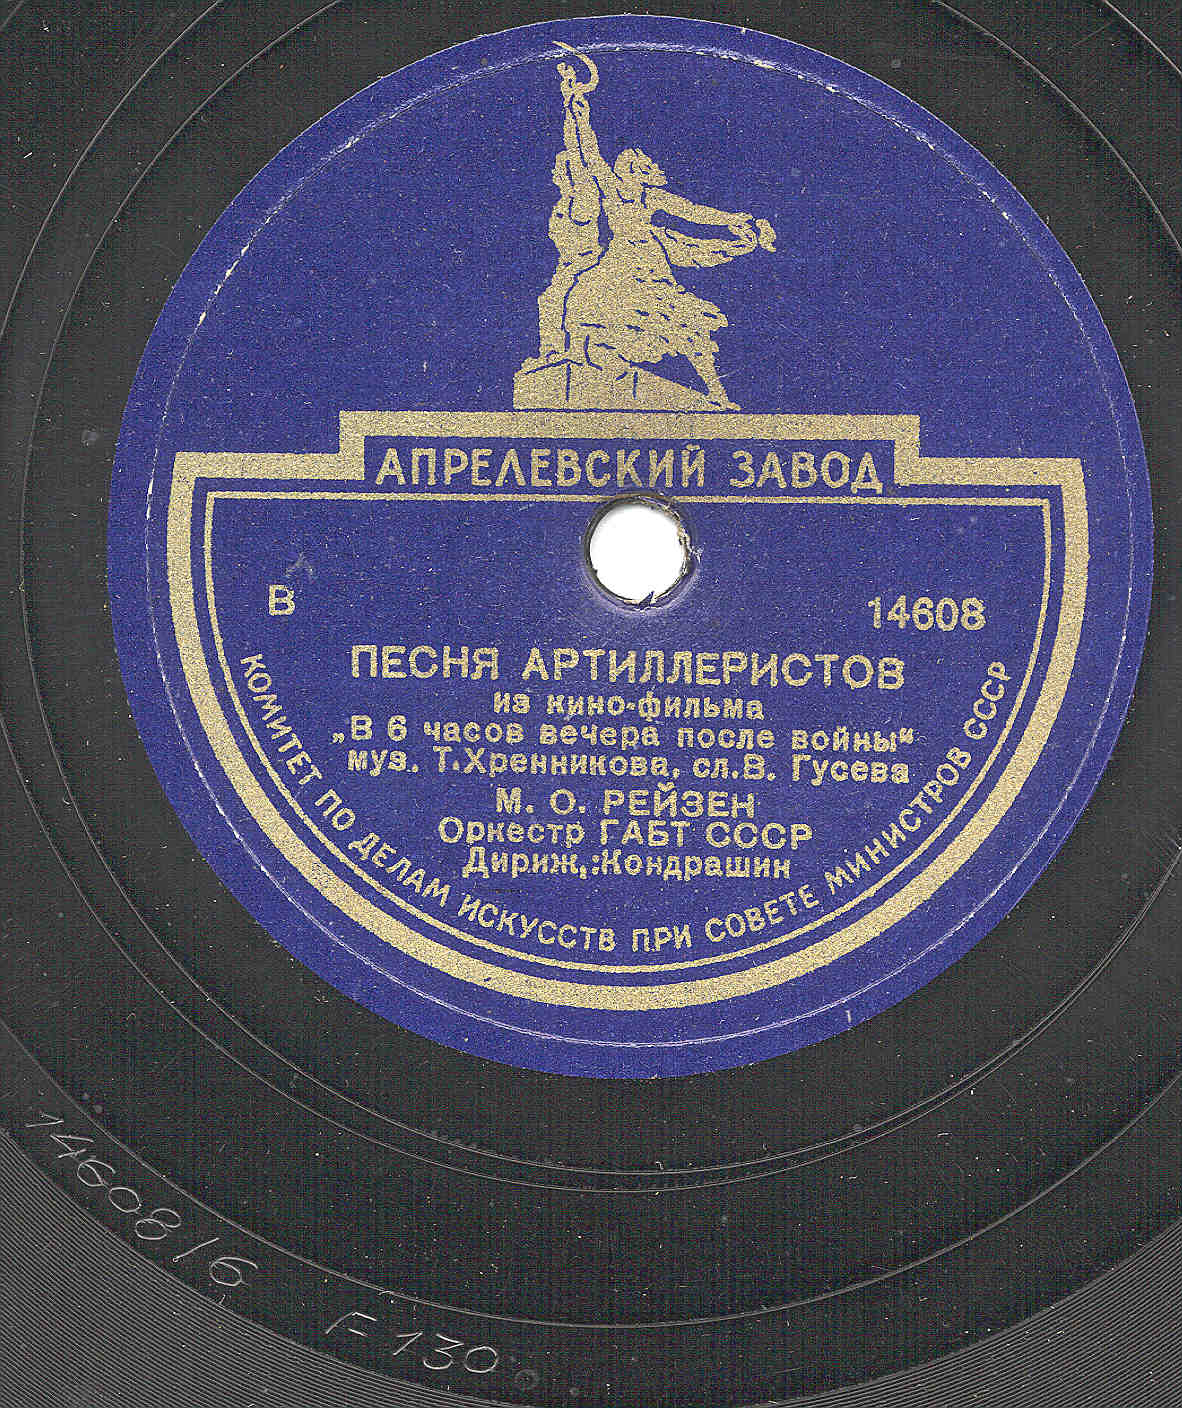 АПРЕЛЕВСКИЙ ЗАВОД
В 14608
ПЕСНЯ АРТИЛЛЕРИСТОВ
из кино-фильма
„В 6 часов вечера после войны“
муз. Т.Хренникова, сл.В. Гусева
М. О. РЕЙЗЕН
Оркестр ГАБТ СССР
Дириж.:Кондрашин
КОМИТЕТ ПО ДЕЛАМ ИСКУССТВ ПРИ СОВЕТЕ МИНИСТРОВ СССР
14608/6 F-130